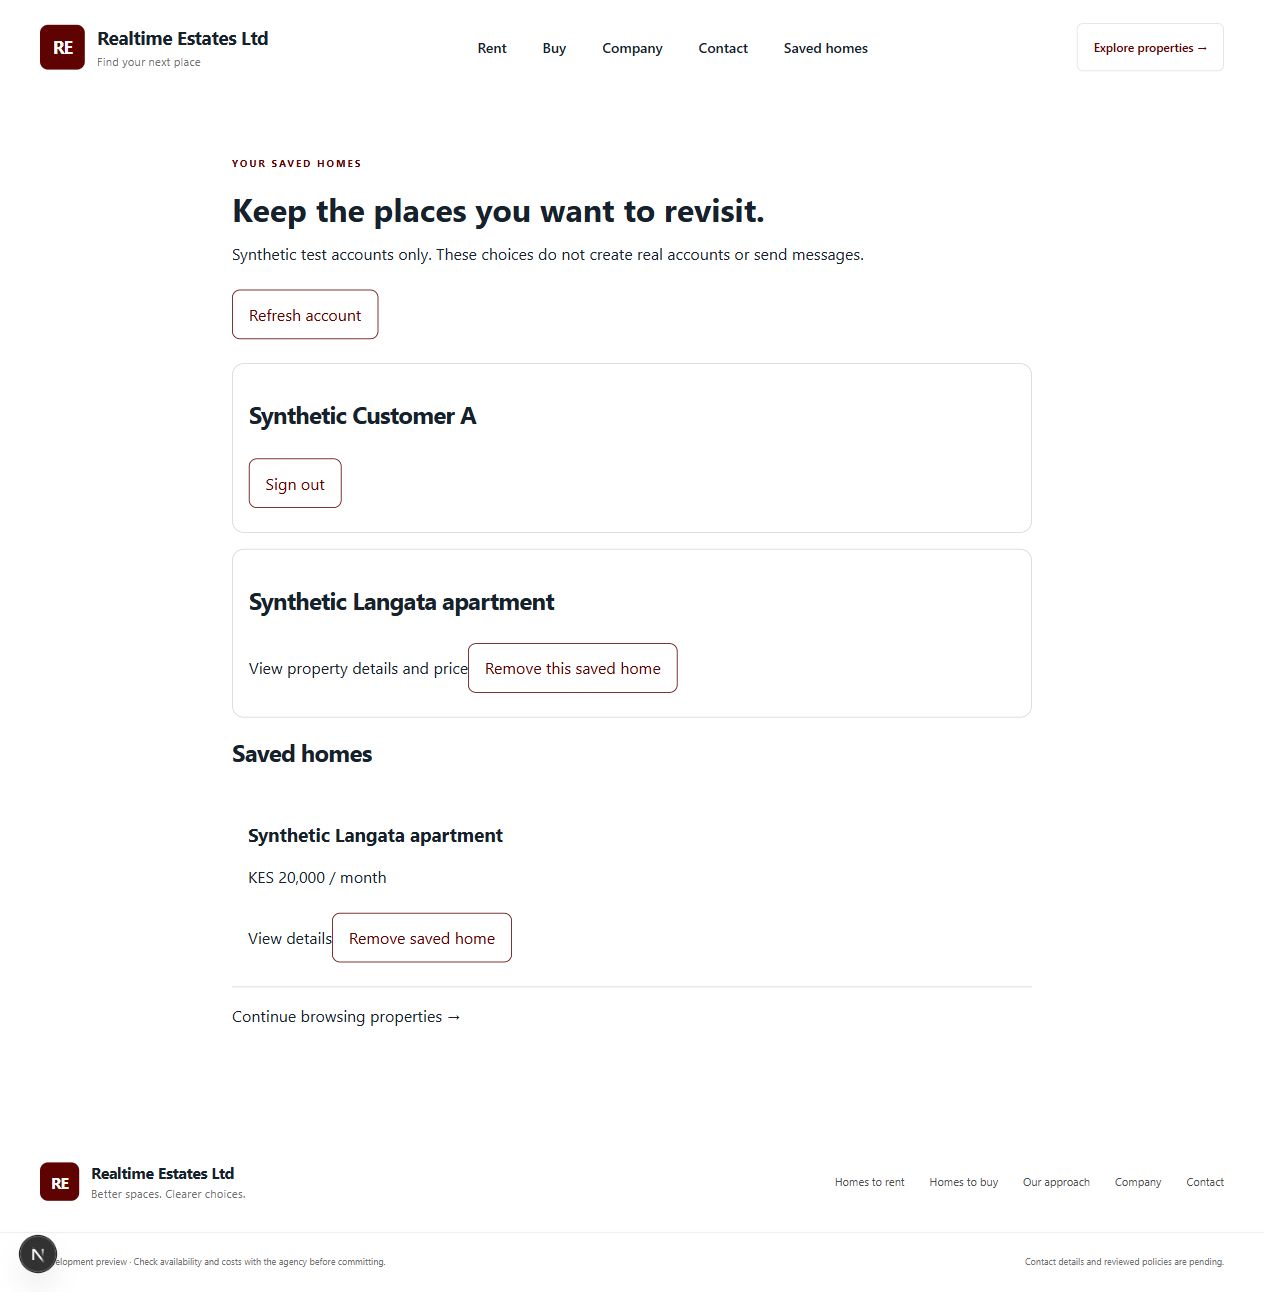 RE
Realtime Estates Ltd
Find your next place
Rent
Buy
Company
Contact
Saved homes
Explore properties →
YOUR SAVED HOMES
Keep the places you want to revisit.
Synthetic test accounts only. These choices do not create real accounts or send messages.
Refresh account
Synthetic Customer A
Sign out
Synthetic Langata apartment
View property details and price
Remove this saved home
Saved homes
Synthetic Langata apartment
KES 20,000 / month
View details
Remove saved home
Continue browsing properties →
RE
Realtime Estates Ltd
Better spaces. Clearer choices.
Homes to rent
Homes to buy
Our approach
Company
Contact
N
elopment preview · Check availability and costs with the agency before committing.
Contact details and reviewed policies are pending.